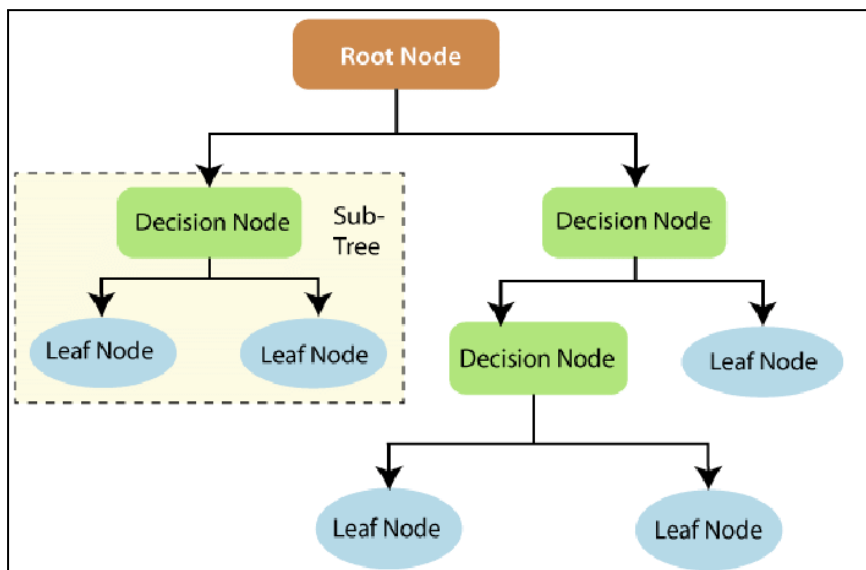 Root Node
Decision Node
Sub-
Tree
Decision Node
Leaf Node
Leaf Node
Decision Node
Leaf Node
Leaf Node
Leaf Node